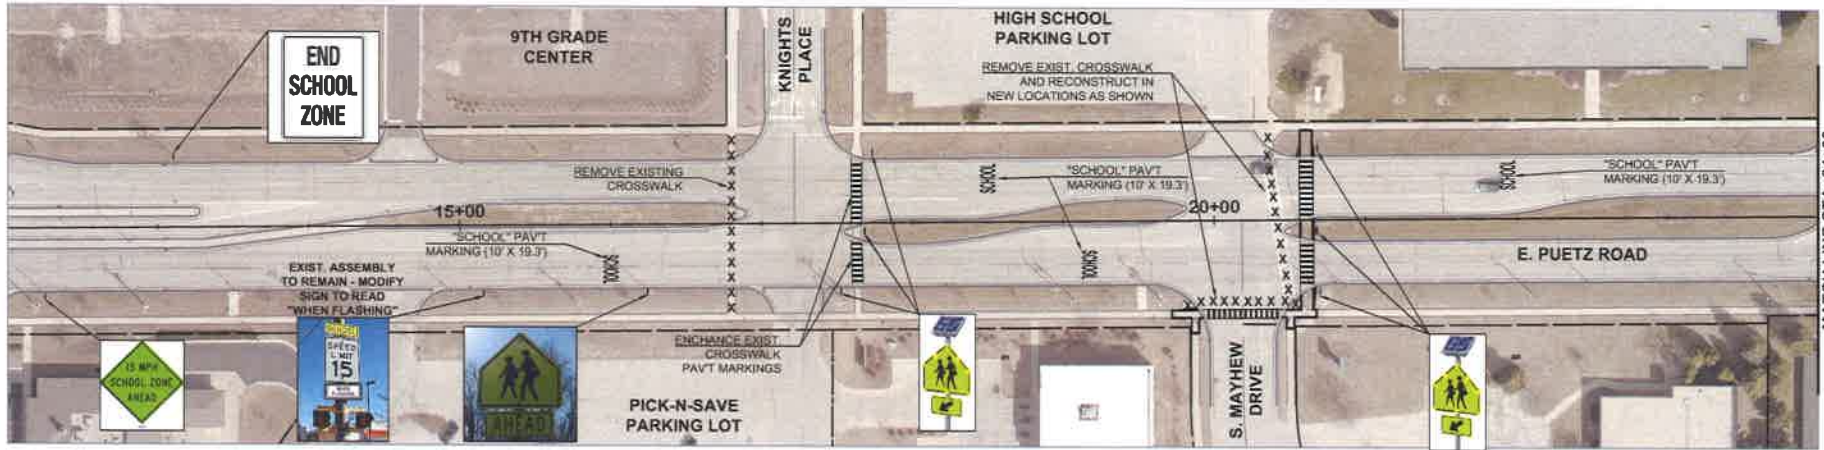 END
SCHOOL
ZONE
9TH GRADE
CENTER
KNIGHTS
PLACE
HIGH SCHOOL
PARKING LOT
REMOVE EXIST. CROSSWALK
AND RECONSTRUCT IN
NEW LOCATIONS AS SHOWN
REMOVE EXISTING
CROSSWALK
SCHOOL
"SCHOOL" PAV'T
MARKING (10' X 19.3')
SCHOOL
"SCHOOL" PAV'T
MARKING (10' X 19.3')
15+00
20+00
"SCHOOL" PAV'T
MARKING (10' X 19.3')
SCHOOL
SCHOOL
E. PUETZ ROAD
EXIST. ASSEMBLY
TO REMAIN - MODIFY
SIGN TO READ
"WHEN FLASHING"
15 MPH
SCHOOL ZONE
AHEAD
SCHOOL
SPEED
LIMIT
15
WHEN
FLASHING
AHEAD
ENCHANCE EXIST.
CROSSWALK
PAV'T MARKINGS
PICK-N-SAVE
PARKING LOT
S. MAYHEW
DRIVE